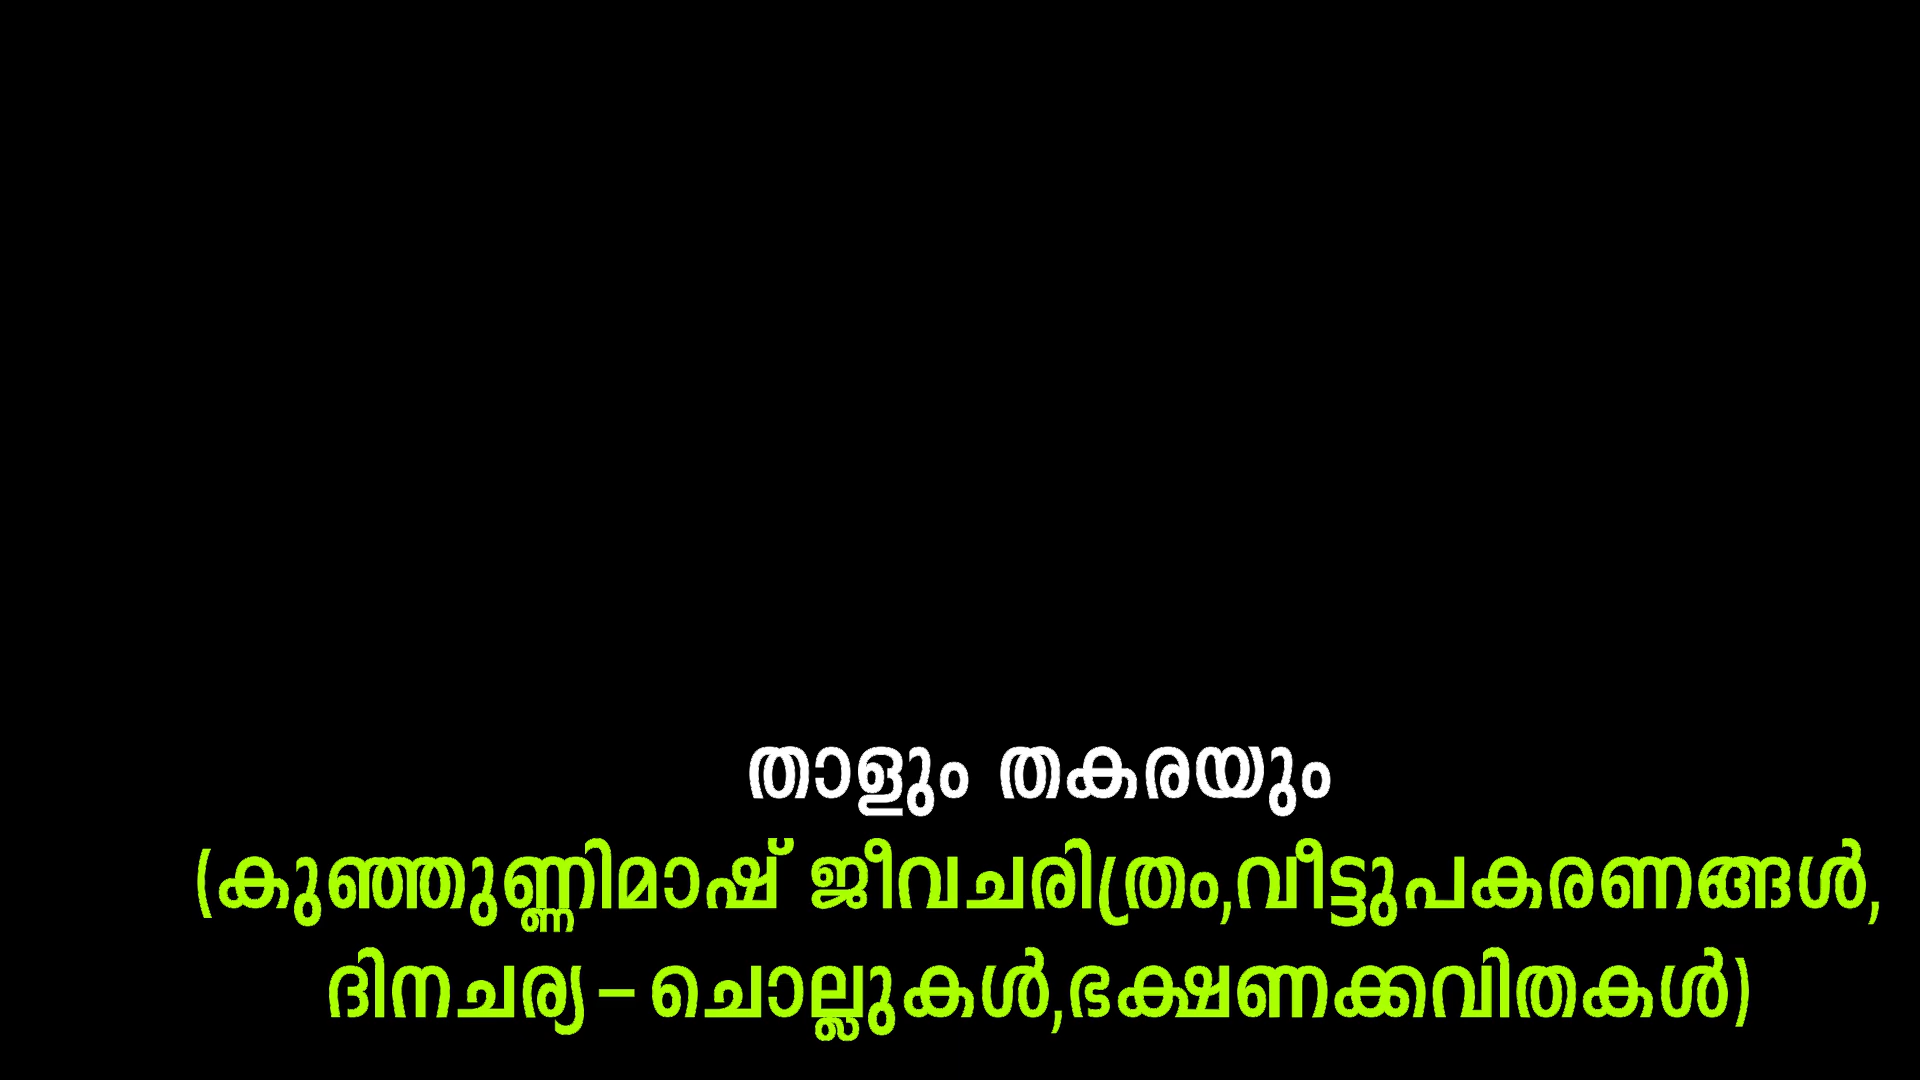 താളും തകരയും
(കുഞ്ഞുണ്ണിമാഷ് ജീവചരിത്രം,വീട്ടുപകരണങ്ങൾ,
ദിനചര്യ – ചൊല്ലുകൾ,ഭക്ഷണക്കവിതകൾ)